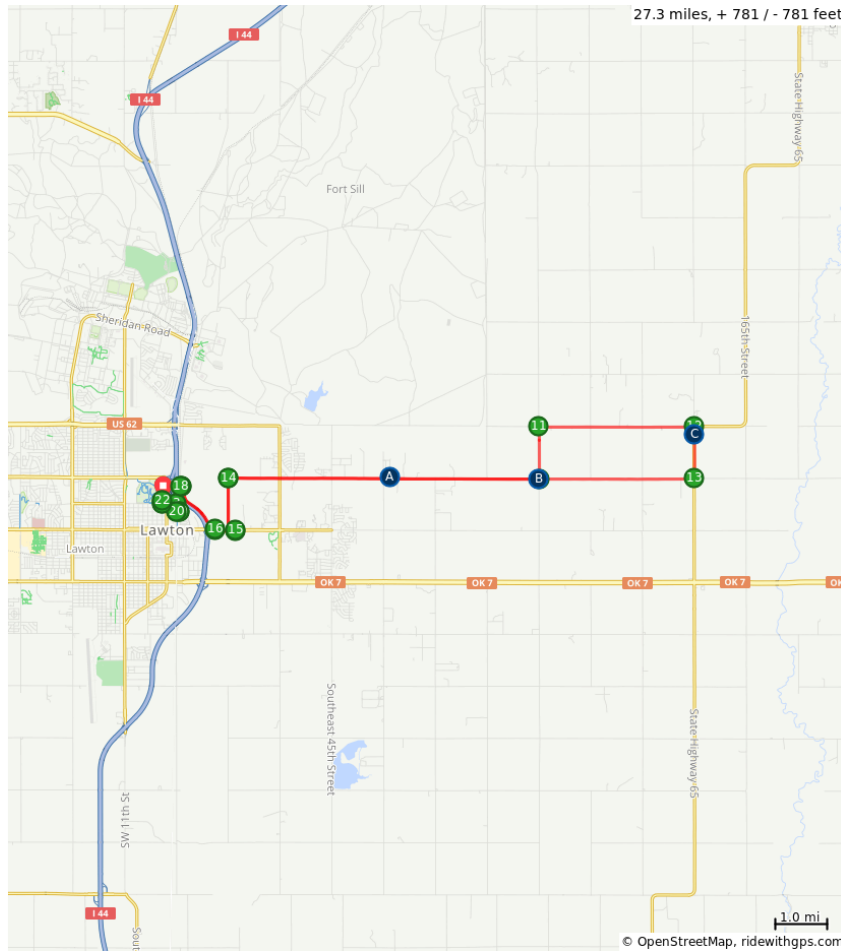 27.3 miles, + 781 / - 781 feet
I 44
I 44
State Highway 65
Fort Sill
Sheridan Road
165th Street
US 62
11
C
14
A
B
13
18
22
20
16
15
Lawton
Lawton
OK 7
OK 7
OK 7
OK 7
Southeast 45th Street
State Highway 65
SW 11th St
I 44
1.0 mi
© OpenStreetMap, ridewithgps.com